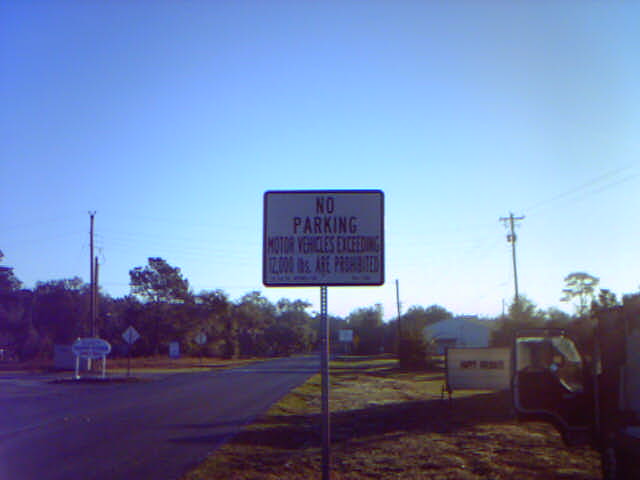 NO
PARKING
MOTOR VEHICLES EXCEEDING
12,000 lbs. ARE PROHIBITED